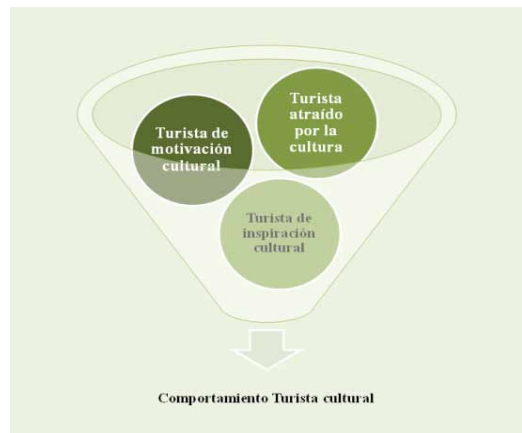 Turista
atraído
por la
cultura
Turista de
motivación
cultural
Turista de
inspiración
cultural
Comportamiento Turista cultural